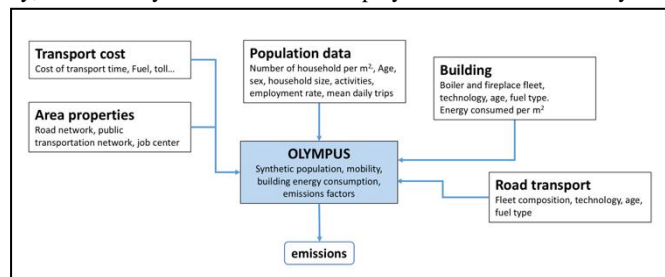 Transport cost
Cost of transport time, Fuel, toll...
Area properties
Road network, public
transportation network, job center
Population data
Number of household per m², Age,
sex, household size, activities,
employment rate, mean daily trips
Building
Boiler and fireplace fleet,
technology, age, fuel type.
Energy consumed per m²
OLYMPUS
Synthetic population, mobility,
building energy consumption,
emissions factors
Road transport
Fleet composition, technology, age,
fuel type
emissions